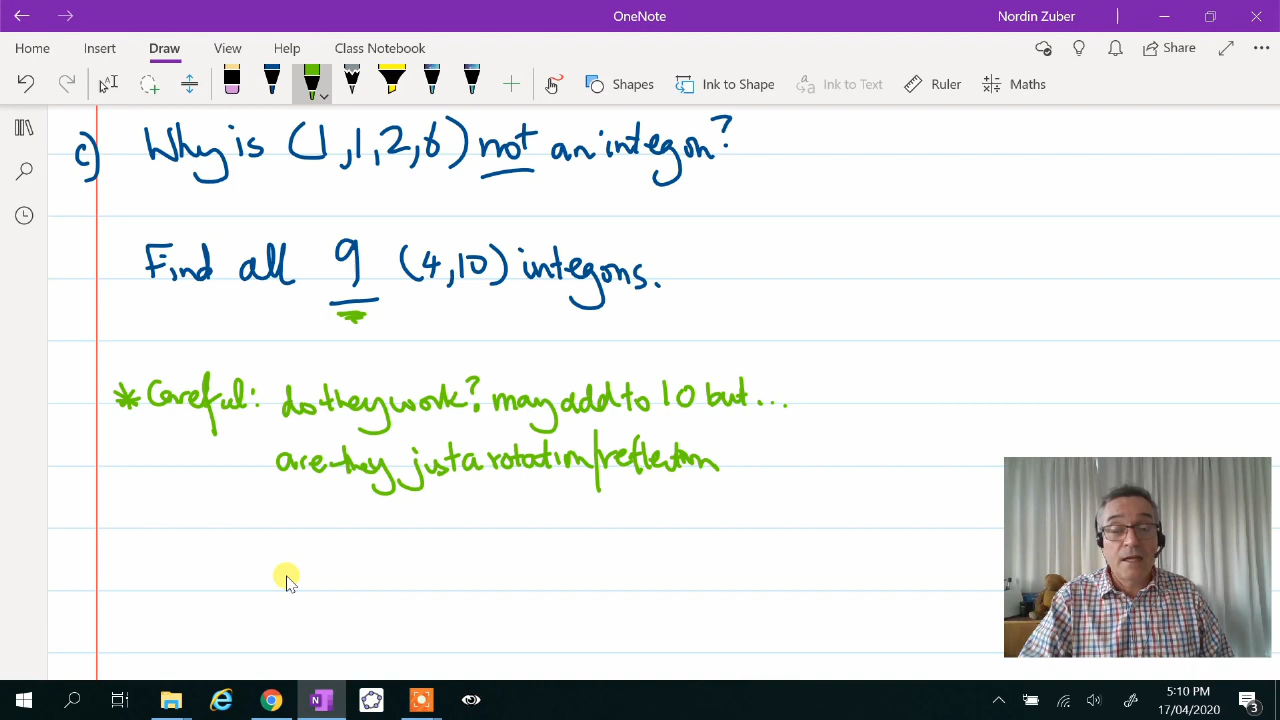 OneNote
Nordin Zuber
Home Insert Draw View Help Class Notebook
Share
Shapes Ink to Shape Ink to Text Ruler Maths
c) Why is (1,1,2,6) not an integon?
Find all 9 (4,10) integons.
* Careful: do they work? may add to 10 but...
are they just a rotation/reflection
5:10 PM
17/04/2020
3